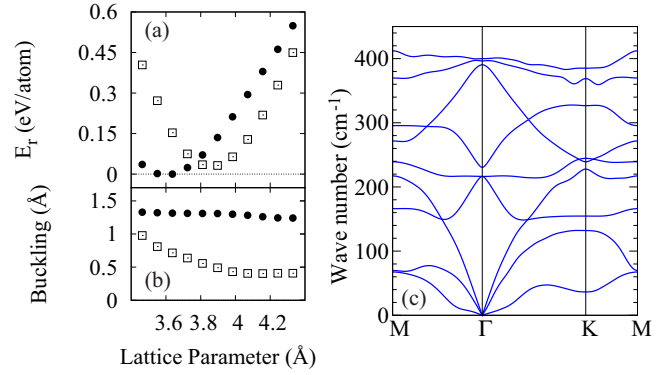 (a)
E_r (eV/atom)
0.6
0.45
0.3
0.15
0
(b)
Buckling (Å)
1.5
1
0.5
0
3.6 3.8 4 4.2
Lattice Parameter (Å)
(c)
Wave number (cm⁻¹)
400
300
200
100
0
M Γ K M